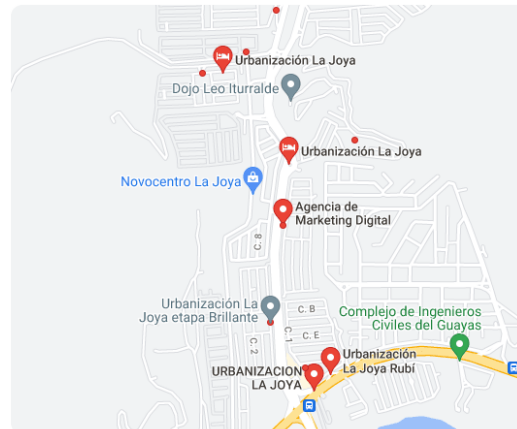 Urbanización La Joya
Dojo Leo Iturralde
Urbanización La Joya
Novocentro La Joya
Agencia de
Marketing Digital
C. 8
Urbanización La
Joya etapa Brillante
C. B
C. E
C. 1
C. 2
Complejo de Ingenieros
Civiles del Guayas
Urbanización
La Joya Rubí
URBANIZACION
LA JOYA